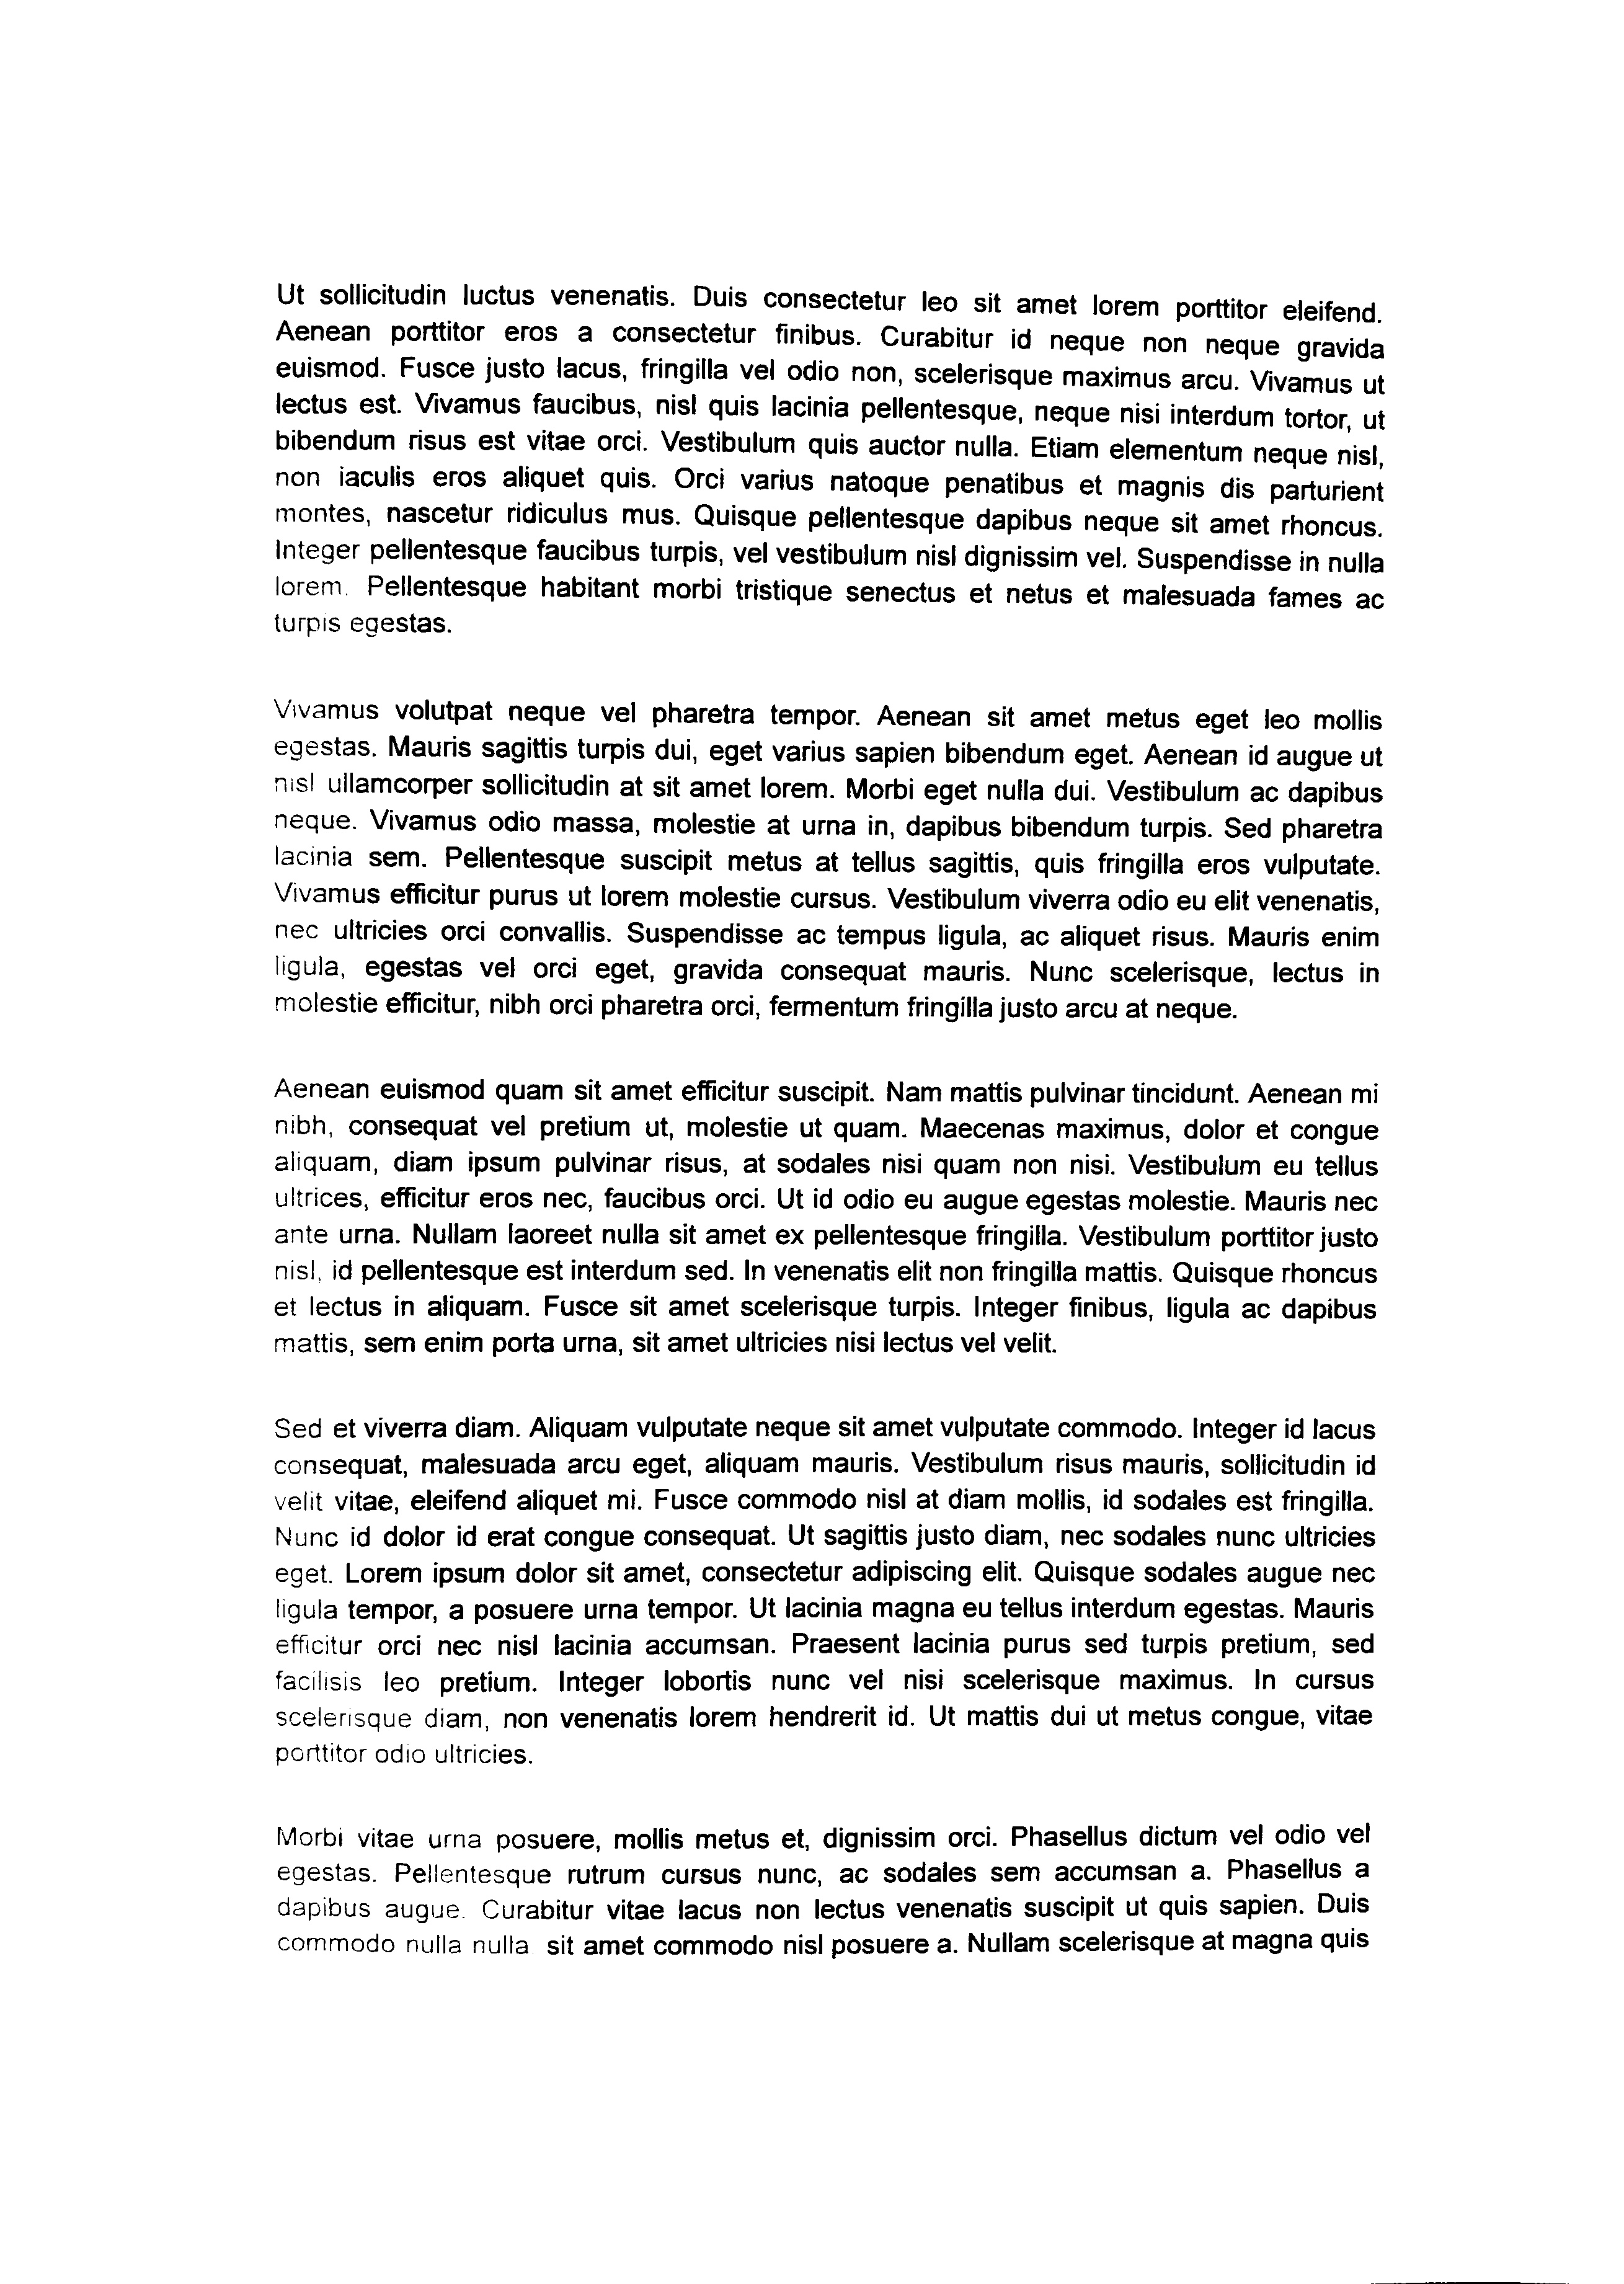 Ut sollicitudin luctus venenatis. Duis consectetur leo sit amet lorem porttitor eleifend.
Aenean porttitor eros a consectetur finibus. Curabitur id neque non neque gravida
euismod. Fusce justo lacus, fringilla vel odio non, scelerisque maximus arcu. Vivamus ut
lectus est. Vivamus faucibus, nisl quis lacinia pellentesque, neque nisi interdum tortor, ut
bibendum risus est vitae orci. Vestibulum quis auctor nulla. Etiam elementum neque nisl,
non iaculis eros aliquet quis. Orci varius natoque penatibus et magnis dis parturient
montes, nascetur ridiculus mus. Quisque pellentesque dapibus neque sit amet rhoncus.
Integer pellentesque faucibus turpis, vel vestibulum nisl dignissim vel. Suspendisse in nulla
lorem. Pellentesque habitant morbi tristique senectus et netus et malesuada fames ac
turpis egestas.
Vivamus volutpat neque vel pharetra tempor. Aenean sit amet metus eget leo mollis
egestas. Mauris sagittis turpis dui, eget varius sapien bibendum eget. Aenean id augue ut
nisl ullamcorper sollicitudin at sit amet lorem. Morbi eget nulla dui. Vestibulum ac dapibus
neque. Vivamus odio massa, molestie at urna in, dapibus bibendum turpis. Sed pharetra
lacinia sem. Pellentesque suscipit metus at tellus sagittis, quis fringilla eros vulputate.
Vivamus efficitur purus ut lorem molestie cursus. Vestibulum viverra odio eu elit venenatis,
nec ultricies orci convallis. Suspendisse ac tempus ligula, ac aliquet risus. Mauris enim
ligula, egestas vel orci eget, gravida consequat mauris. Nunc scelerisque, lectus in
molestie efficitur, nibh orci pharetra orci, fermentum fringilla justo arcu at neque.
Aenean euismod quam sit amet efficitur suscipit. Nam mattis pulvinar tincidunt. Aenean mi
nibh, consequat vel pretium ut, molestie ut quam. Maecenas maximus, dolor et congue
aliquam, diam ipsum pulvinar risus, at sodales nisi quam non nisi. Vestibulum eu tellus
ultrices, efficitur eros nec, faucibus orci. Ut id odio eu augue egestas molestie. Mauris nec
ante urna. Nullam laoreet nulla sit amet ex pellentesque fringilla. Vestibulum porttitor justo
nisl, id pellentesque est interdum sed. In venenatis elit non fringilla mattis. Quisque rhoncus
et lectus in aliquam. Fusce sit amet scelerisque turpis. Integer finibus, ligula ac dapibus
mattis, sem enim porta urna, sit amet ultricies nisi lectus vel velit.
Sed et viverra diam. Aliquam vulputate neque sit amet vulputate commodo. Integer id lacus
consequat, malesuada arcu eget, aliquam mauris. Vestibulum risus mauris, sollicitudin id
velit vitae, eleifend aliquet mi. Fusce commodo nisl at diam mollis, id sodales est fringilla.
Nunc id dolor id erat congue consequat. Ut sagittis justo diam, nec sodales nunc ultricies
eget. Lorem ipsum dolor sit amet, consectetur adipiscing elit. Quisque sodales augue nec
ligula tempor, a posuere urna tempor. Ut lacinia magna eu tellus interdum egestas. Mauris
efficitur orci nec nisl lacinia accumsan. Praesent lacinia purus sed turpis pretium, sed
facilisis leo pretium. Integer lobortis nunc vel nisi scelerisque maximus. In cursus
scelerisque diam, non venenatis lorem hendrerit id. Ut mattis dui ut metus congue, vitae
porttitor odio ultricies.
Morbi vitae urna posuere, mollis metus et, dignissim orci. Phasellus dictum vel odio vel
egestas. Pellentesque rutrum cursus nunc, ac sodales sem accumsan a. Phasellus a
dapibus augue. Curabitur vitae lacus non lectus venenatis suscipit ut quis sapien. Duis
commodo nulla nulla, sit amet commodo nisl posuere a. Nullam scelerisque at magna quis